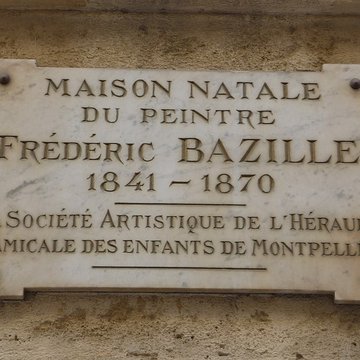 MAISON NATALE
DU PEINTRE
FRÉDÉRIC BAZILLE
1841 – 1870
SOCIÉTÉ ARTISTIQUE DE L'HÉRAU
AMICALE DES ENFANTS DE MONTPELL